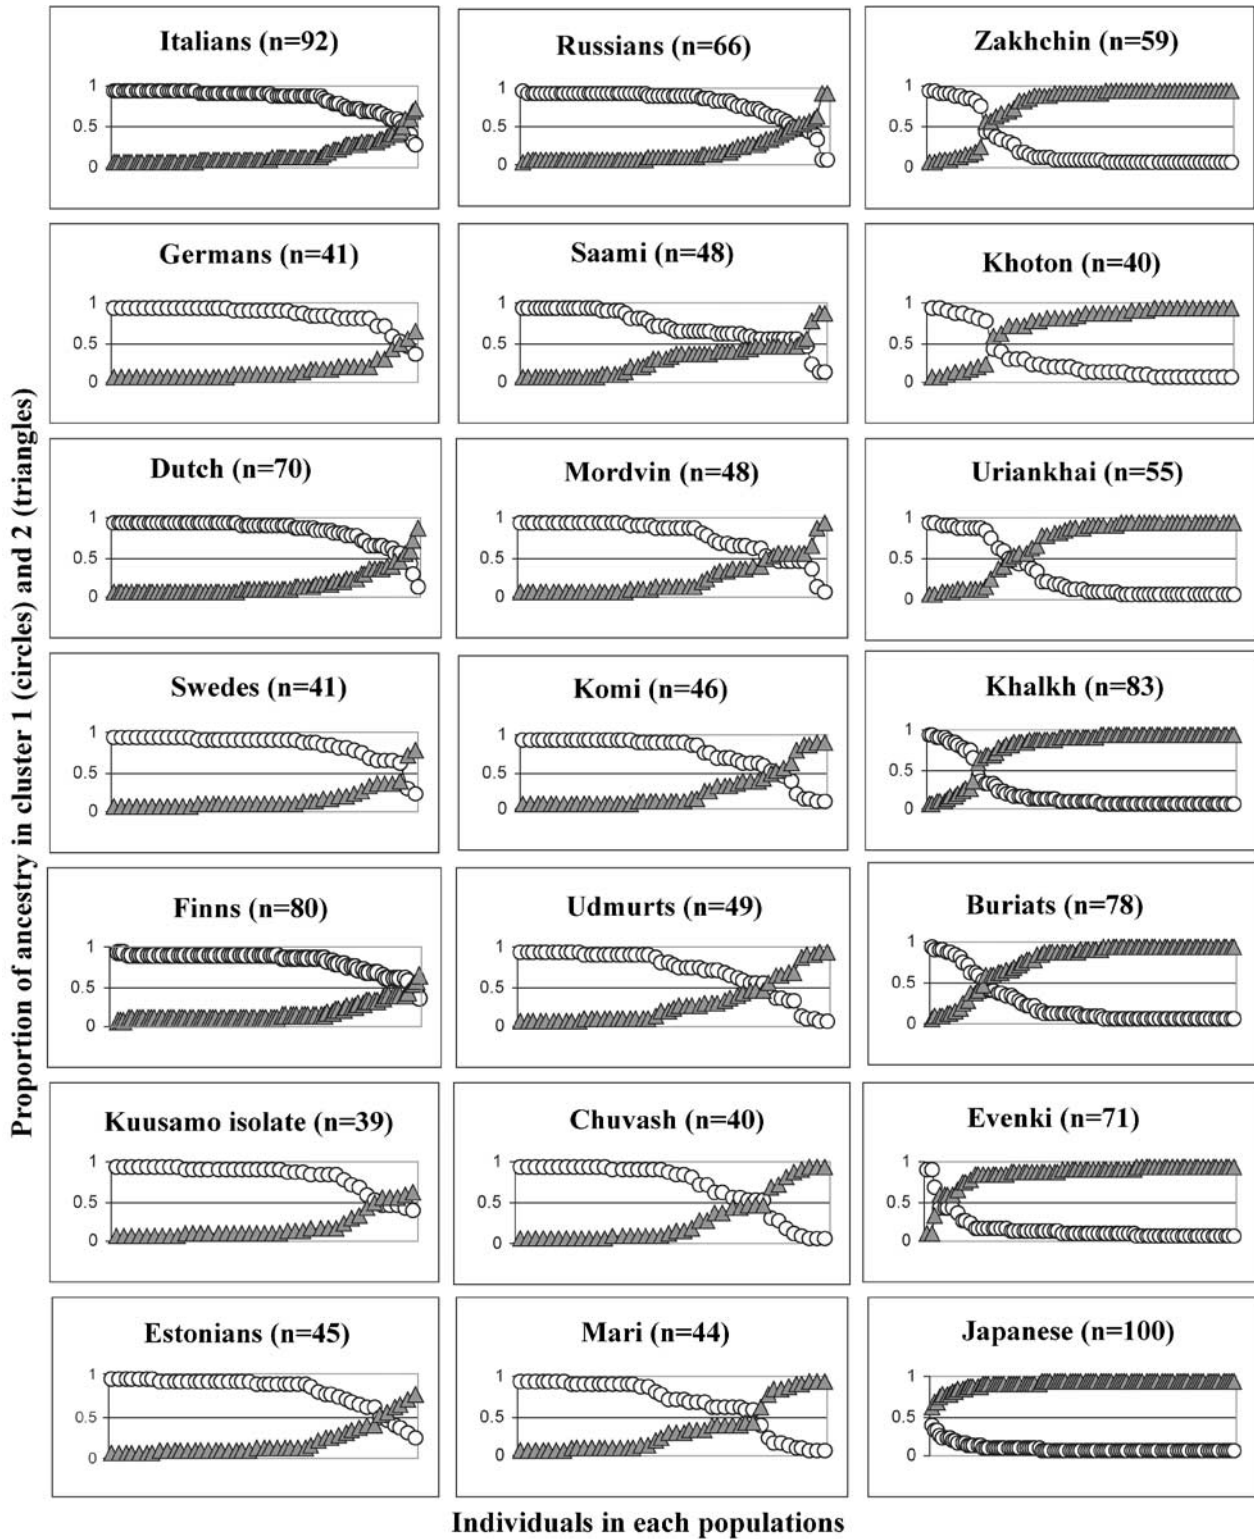 Proportion of ancestry in cluster 1 (circles) and 2 (triangles)
Italians (n=92)
1
0.5
0
Russians (n=66)
1
0.5
0
Zakhchin (n=59)
1
0.5
0
Germans (n=41)
1
0.5
0
Saami (n=48)
1
0.5
0
Khoton (n=40)
1
0.5
0
Dutch (n=70)
1
0.5
0
Mordvin (n=48)
1
0.5
0
Uriankhai (n=55)
1
0.5
0
Swedes (n=41)
1
0.5
0
Komi (n=46)
1
0.5
0
Khalkh (n=83)
1
0.5
0
Finns (n=80)
1
0.5
0
Udmurts (n=49)
1
0.5
0
Buriats (n=78)
1
0.5
0
Kuusamo isolate (n=39)
1
0.5
0
Chuvash (n=40)
1
0.5
0
Evenki (n=71)
1
0.5
0
Estonians (n=45)
1
0.5
0
Mari (n=44)
1
0.5
0
Japanese (n=100)
1
0.5
0
Individuals in each populations